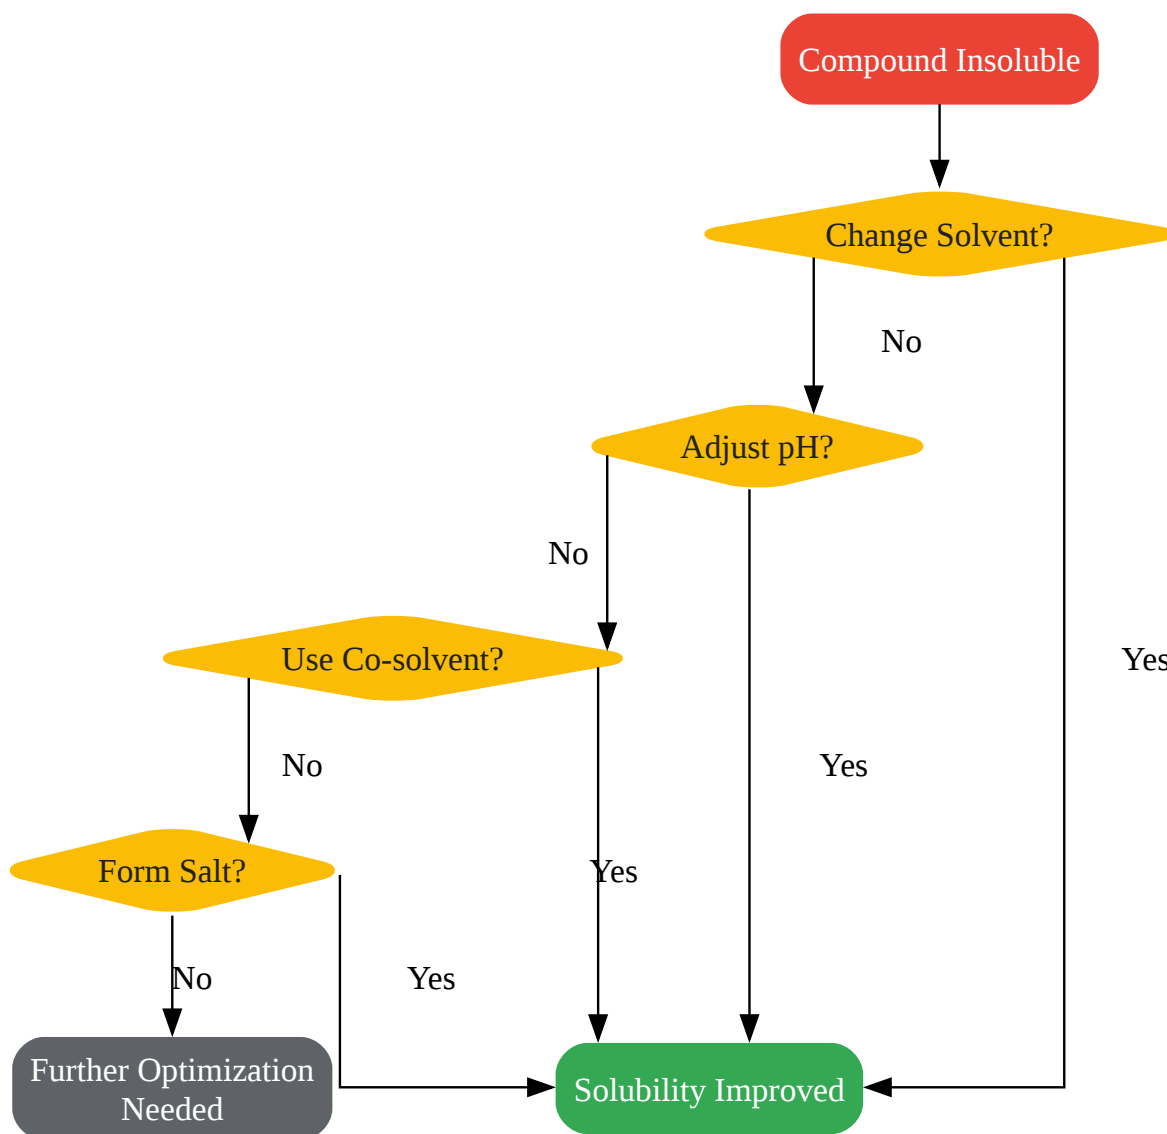 Compound Insoluble
Change Solvent?
No
Adjust pH?
No
Use Co-solvent?
Yes
No
Yes
Form Salt?
Yes
No
Yes
Further Optimization
Needed
Solubility Improved